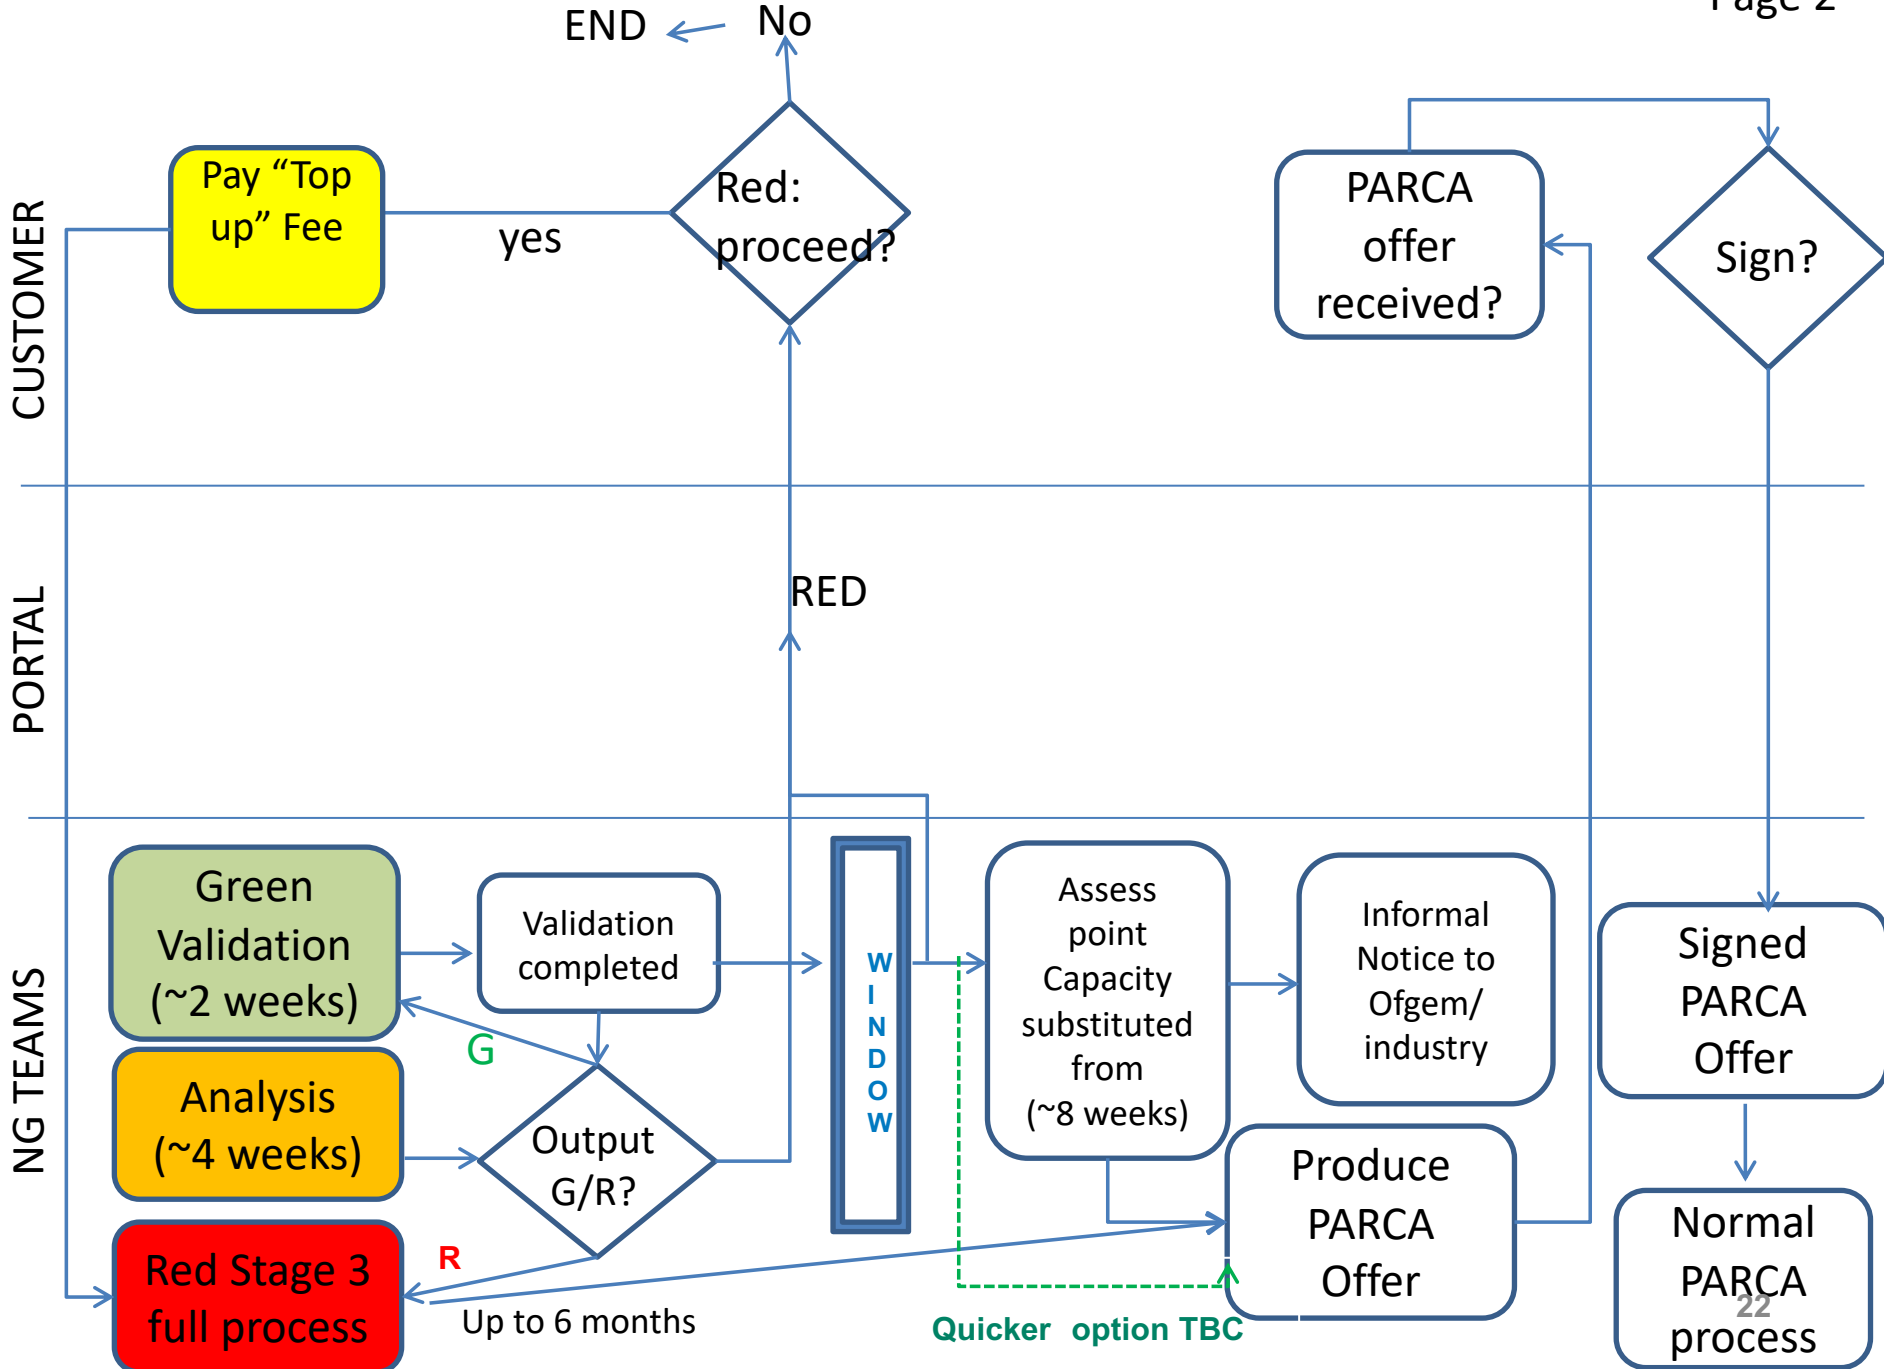 Page 2
END
No
CUSTOMER
Pay “Top
up” Fee
yes
Red:
proceed?
PARCA
offer
received?
Sign?
PORTAL
RED
NG TEAMS
Green
Validation
(~2 weeks)
Validation
completed
G
Analysis
(~4 weeks)
Output
G/R?
R
Red Stage 3
full process
Up to 6 months
W
I
N
D
O
W
Assess
point
Capacity
substituted
from
(~8 weeks)
Informal
Notice to
Ofgem/
industry
Produce
PARCA
Offer
Quicker option TBC
Signed
PARCA
Offer
Normal
PARCA
process
22